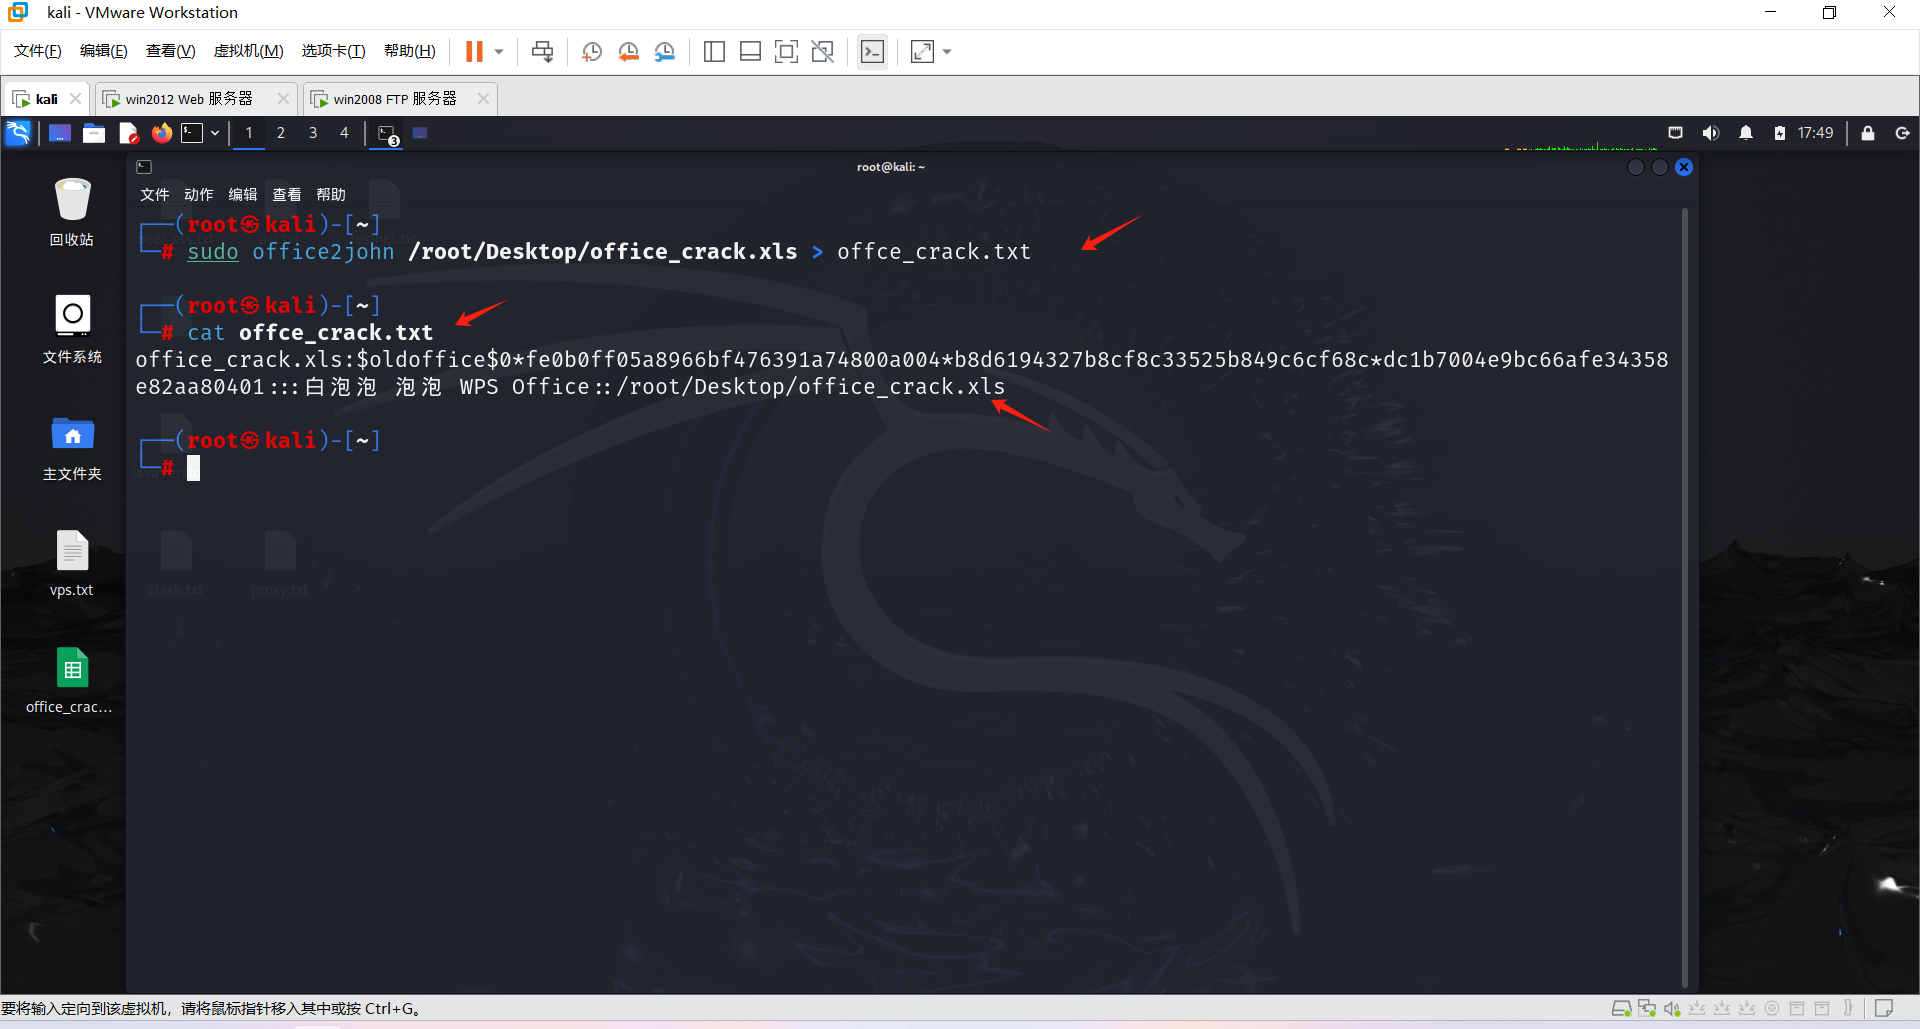 kali - VMware Workstation
文件(F) 编辑(E) 查看(V) 虚拟机(M) 选项卡(T) 帮助(H)
kali win2012 Web 服务器 win2008 FTP 服务器
1 2 3 4 3 17:49
root@kali: ~
文件 动作 编辑 查看 帮助
┌──(root㉿kali)-[~]
└─# sudo office2john /root/Desktop/office_crack.xls > offce_crack.txt
┌──(root㉿kali)-[~]
└─# cat offce_crack.txt
office_crack.xls:$oldoffice$0*fe0b0ff05a8966bf476391a74800a004*b8d6194327b8cf8c33525b849c6cf68c*dc1b7004e9bc66afe34358
e82aa80401:::白泡泡 泡泡 WPS Office::/root/Desktop/office_crack.xls
┌──(root㉿kali)-[~]
└─#
回收站
文件系统
主文件夹
vps.txt
clash.txt
proxy.txt
office_crac...
要将输入定向到该虚拟机，请将鼠标指针移入其中或按 Ctrl+G。